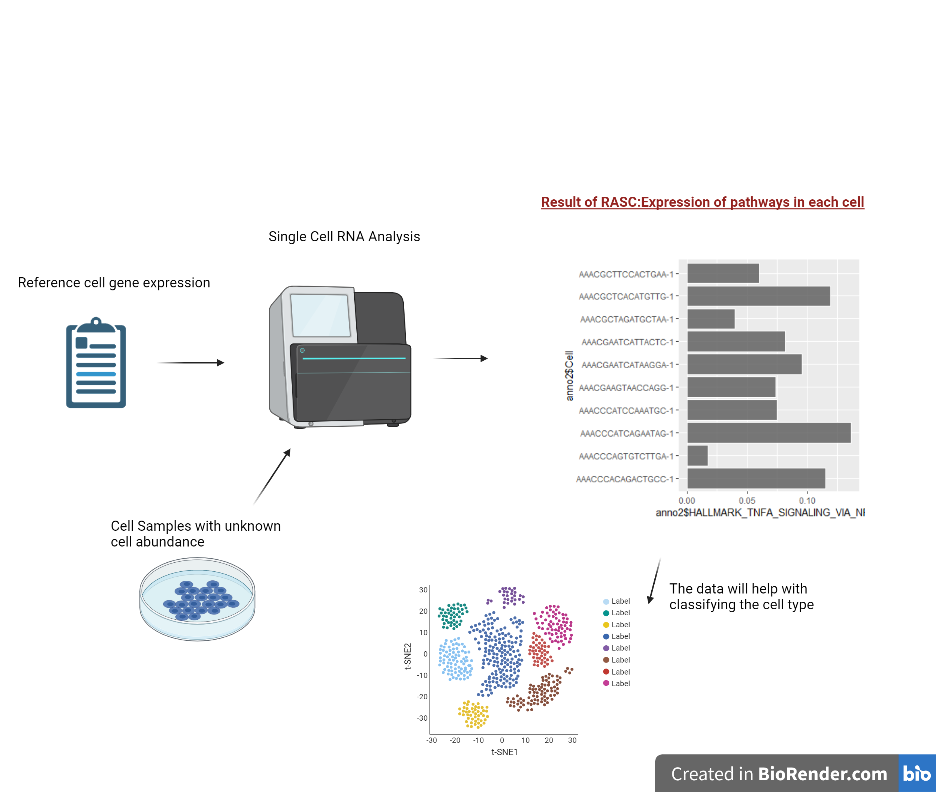 Result of RASC:Expression of pathways in each cell
Single Cell RNA Analysis
Reference cell gene expression
AAACGCTTCCACTGAA-1
AAACGCTCACATGTTG-1
AAACGCTAGATGCTAA-1
AAACGAATCATTACTC-1
AAACGAATCATAAGGA-1
AAACGAAGTAACCAGG-1
AAACCCATCCAAATGC-1
AAACCCATCAGAATAG-1
AAACCCAGTGTCTTGA-1
AAACCCACAGACTGCC-1
anno2$Cell
0.00 0.05 0.10
anno2$HALLMARK_TNFA_SIGNALING_VIA_NF
Cell Samples with unknown
cell abundance
The data will help with
classifying the cell type
30
20
10
0
-10
-20
-30
t-SNE2
-30 -20 -10 0 10 20 30
t-SNE1
Label
Label
Label
Label
Label
Label
Label
Label
Created in BioRender.com bio